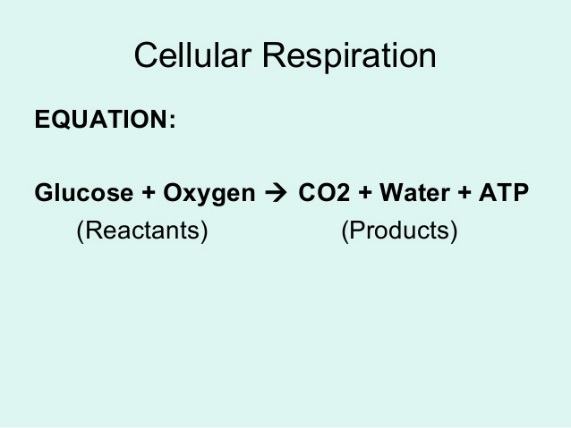 Cellular Respiration
EQUATION:
Glucose + Oxygen → CO2 + Water + ATP
(Reactants) (Products)